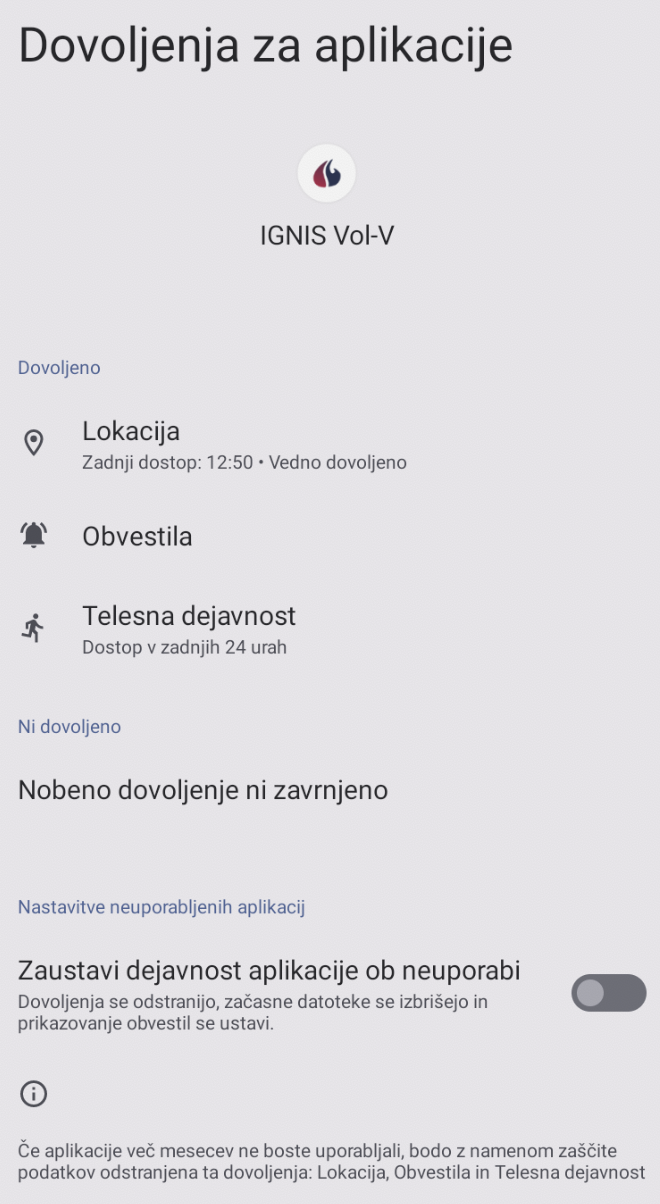 Dovoljenja za aplikacije
IGNIS Vol-V
Dovoljeno
Lokacija
Zadnji dostop: 12:50 • Vedno dovoljeno
Obvestila
Telesna dejavnost
Dostop v zadnjih 24 urah
Ni dovoljeno
Nobeno dovoljenje ni zavrnjeno
Nastavitve neuporabljenih aplikacij
Zaustavi dejavnost aplikacije ob neuporabi
Dovoljenja se odstranijo, začasne datoteke se izbrišejo in
prikazovanje obvestil se ustavi.
Če aplikacije več mesecev ne boste uporabljali, bodo z namenom zaščite
podatkov odstranjena ta dovoljenja: Lokacija, Obvestila in Telesna dejavnost